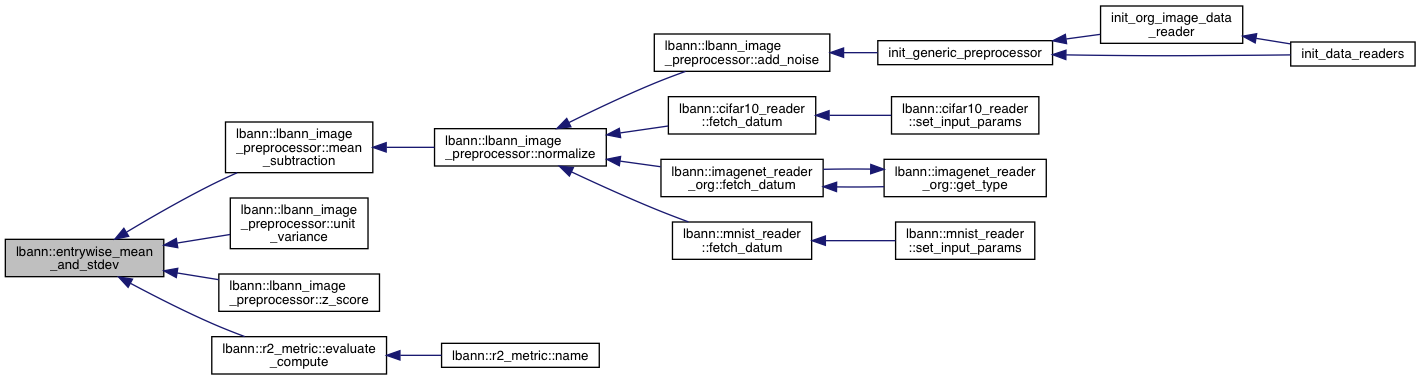 init_org_image_data
_reader
lbann::lbann_image
_preprocessor::add_noise
init_generic_preprocessor
init_data_readers
lbann::cifar10_reader
::fetch_datum
lbann::cifar10_reader
::set_input_params
lbann::lbann_image
_preprocessor::mean
_subtraction
lbann::lbann_image
_preprocessor::normalize
lbann::imagenet_reader
_org::fetch_datum
lbann::imagenet_reader
_org::get_type
lbann::lbann_image
_preprocessor::unit
_variance
lbann::mnist_reader
::fetch_datum
lbann::mnist_reader
::set_input_params
lbann::entrywise_mean
_and_stdev
lbann::lbann_image
_preprocessor::z_score
lbann::r2_metric::evaluate
_compute
lbann::r2_metric::name